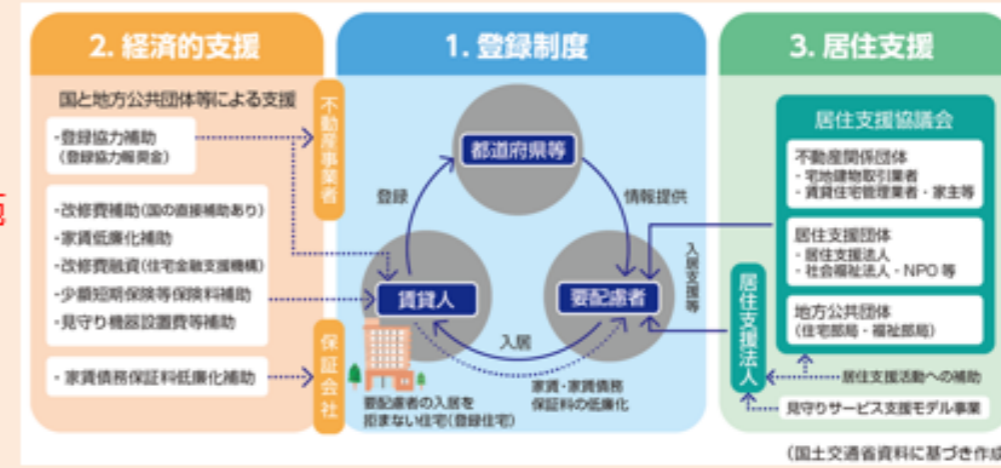 2. 経済的支援
国と地方公共団体等による支援
-登録協力補助
(登録協力報奨金)
-改修費補助(国の直接補助あり)
-家賃低廉化補助
-改修費融資(住宅金融支援機構)
-少額短期保険等保険料補助
-見守り機器設置費等補助
- 家賃債務保証料低廉化補助
不動産事業者
保証会社
1. 登録制度
都道府県等
登録
情報提供
賃貸人
要配慮者
入居
入居支援等
家賃・家賃債務
保証料の低廉化
要配慮者の入居を
拒まない住宅(登録住宅)
3. 居住支援
居住支援協議会
不動産関係団体
- 宅地建物取引業者
- 賃貸住宅管理業者・家主等
居住支援団体
- 居住支援法人
- 社会福祉法人・NPO 等
地方公共団体
(住宅部局・福祉部局)
居住支援法人
居住支援活動への補助
見守りサービス支援モデル事業
(国土交通省資料に基づき作成